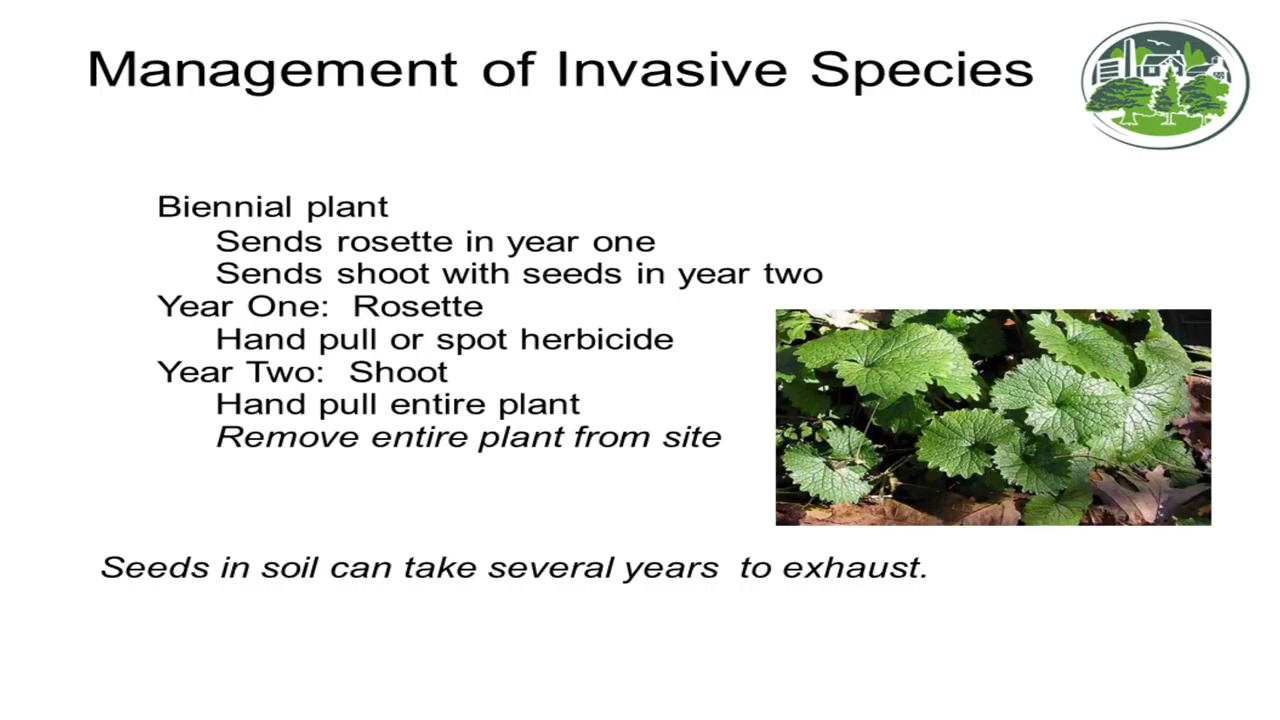 Management of Invasive Species
Biennial plant
Sends rosette in year one
Sends shoot with seeds in year two
Year One:  Rosette
Hand pull or spot herbicide
Year Two:  Shoot
Hand pull entire plant
Remove entire plant from site
Seeds in soil can take several years  to exhaust.